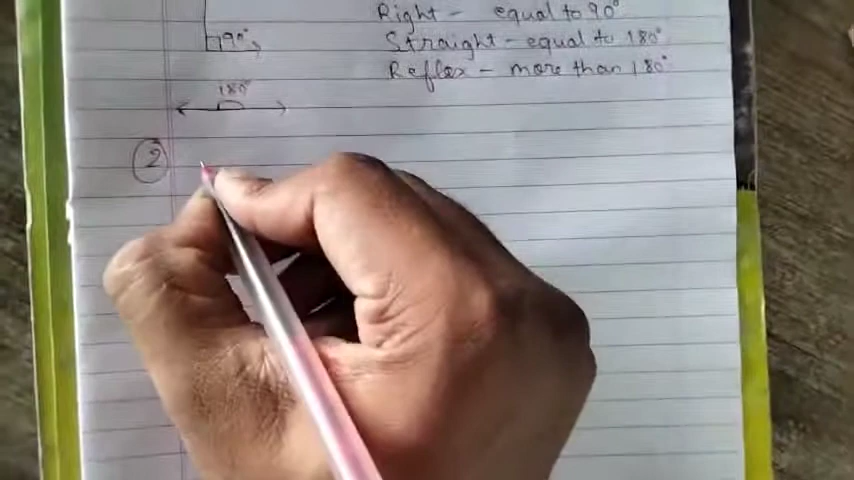 Right - equal to 90°
90°
Straight - equal to 180°
Reflex - more than 180°
180°
2